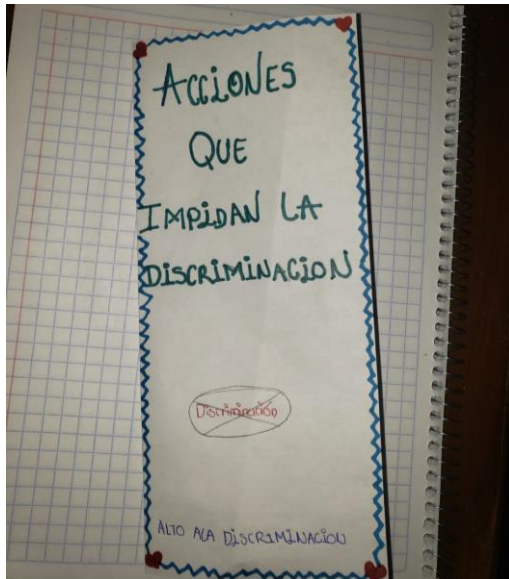 ACCIONES
QUE
IMPIDAN LA
DISCRIMINACION
Discriminación
ALTO ALA DISCRIMINACION